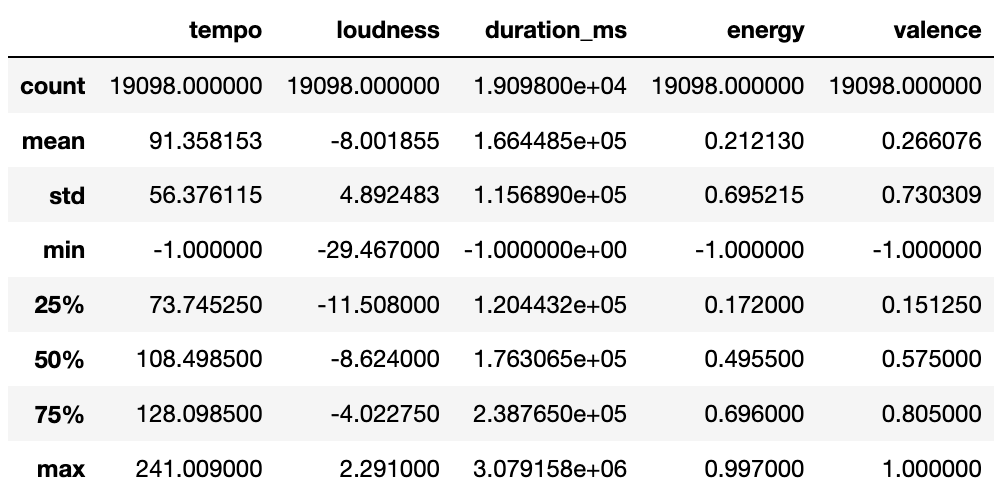 tempo loudness duration_ms energy valence
count 19098.000000 19098.000000 1.909800e+04 19098.000000 19098.000000
mean 91.358153 -8.001855 1.664485e+05 0.212130 0.266076
std 56.376115 4.892483 1.156890e+05 0.695215 0.730309
min -1.000000 -29.467000 -1.000000e+00 -1.000000 -1.000000
25% 73.745250 -11.508000 1.204432e+05 0.172000 0.151250
50% 108.498500 -8.624000 1.763065e+05 0.495500 0.575000
75% 128.098500 -4.022750 2.387650e+05 0.696000 0.805000
max 241.009000 2.291000 3.079158e+06 0.997000 1.000000